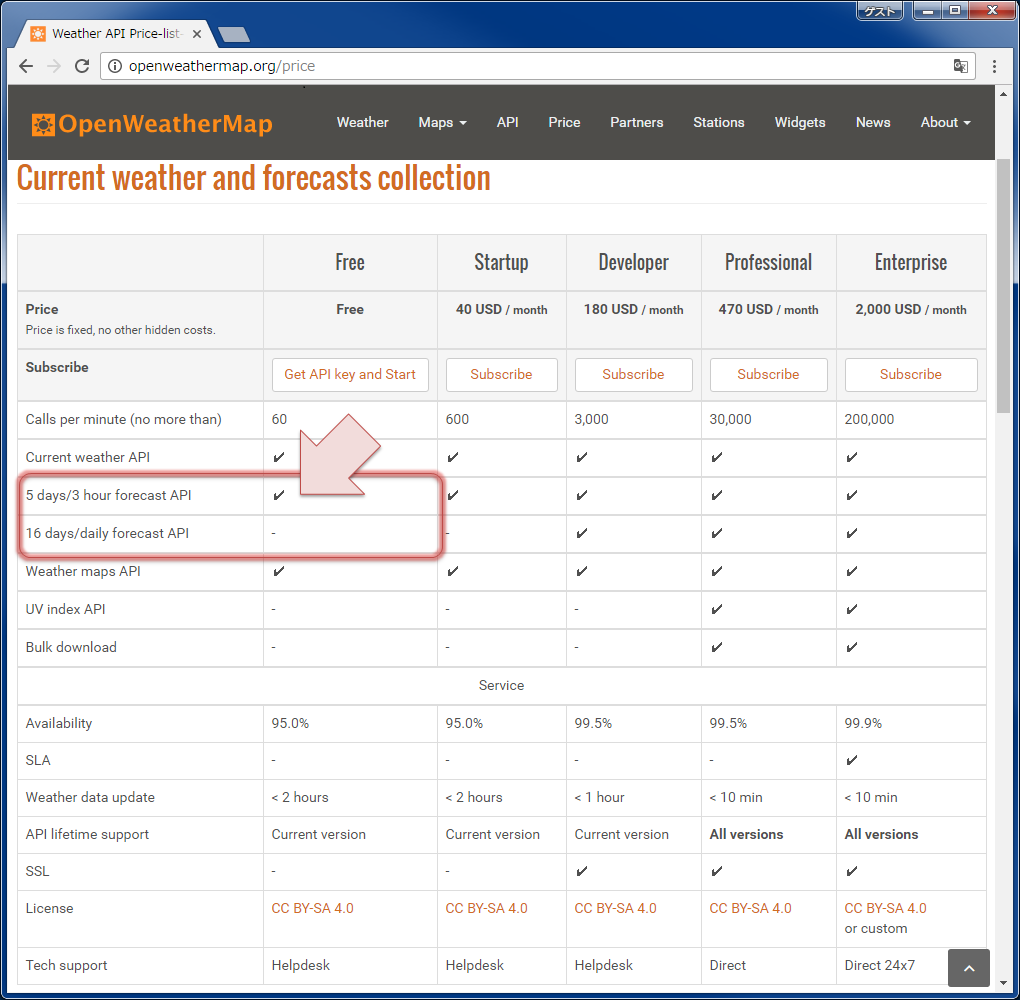 ゲスト
Weather API Price-list-
openweathermap.org/price
OpenWeatherMap
Weather Maps API Price Partners Stations Widgets News About
Current weather and forecasts collection
Free Startup Developer Professional Enterprise
Price Free 40 USD / month 180 USD / month 470 USD / month 2,000 USD / month
Price is fixed, no other hidden costs.
Subscribe Get API key and Start Subscribe Subscribe Subscribe Subscribe
Calls per minute (no more than) 60 600 3,000 30,000 200,000
Current weather API ✔ ✔ ✔ ✔ ✔
5 days/3 hour forecast API ✔ ✔ ✔ ✔ ✔
16 days/daily forecast API - - ✔ ✔ ✔
Weather maps API ✔ ✔ ✔ ✔ ✔
UV index API - - - ✔ ✔
Bulk download - - - ✔ ✔
Service
Availability 95.0% 95.0% 99.5% 99.5% 99.9%
SLA - - - - ✔
Weather data update < 2 hours < 2 hours < 1 hour < 10 min < 10 min
API lifetime support Current version Current version Current version All versions All versions
SSL - - ✔ ✔ ✔
License CC BY-SA 4.0 CC BY-SA 4.0 CC BY-SA 4.0 CC BY-SA 4.0 CC BY-SA 4.0
or custom
Tech support Helpdesk Helpdesk Helpdesk Direct Direct 24x7